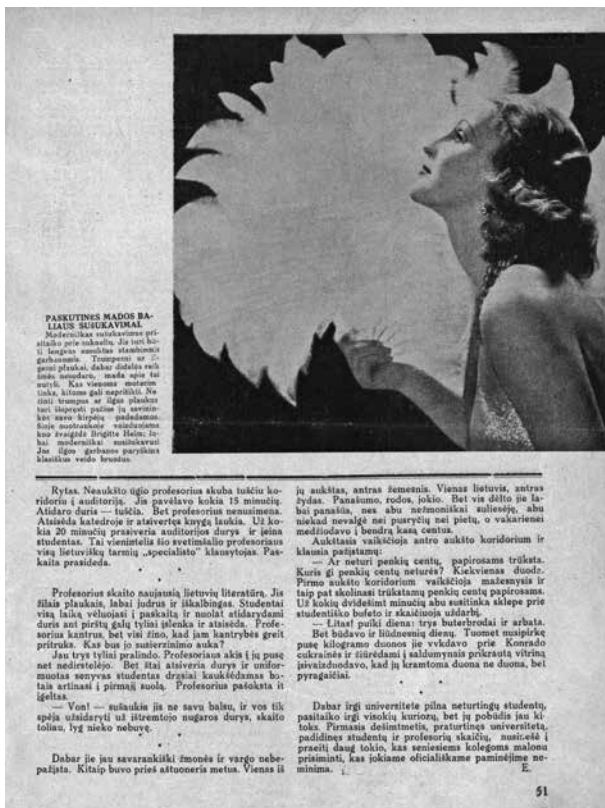 PASKUTINĖS MADOS BA-
LIAUS SUŠUKAVIMAI.
Moderniškas sušukavimas pri-
sitaiko prie suknelių. Jis turi bū-
ti lengvas susuktas stambiomis
garbanomis. Trumpesni ar il-
gesni plaukai, dabar didelės reik
šmės nesudaro, mada apie tai
nutyli. Kas vienoms moterims
tinka, kitoms gali nepritikti. Ne
šioti trumpus ar ilgus plaukus
turi išspręsti pačios jų savinin-
kės savo kirpėjų padedamos.
Šioje nuotraukoje vaizduojama
kino žvaigždė Brigitte Helm; la-
bai moderniškai susišukavusi
Jos ilgos garbanos paryškina
klasiškus veido bruožus.
Rytas. Neaukšto ūgio profesorius skuba tuščiu ko-
ridoriu į auditoriją. Jis pavėlavo kokia 15 minučių.
Atidaro duris — tuščia. Bet profesorius nenusimena.
Atsisėda katedroje ir atsivertęs knygą laukia. Už ko-
kia 20 minučių prasiveria auditorijos durys ir įeina
studentas. Tai vienintelis šio svetimšalio profesoriaus
visų lietuviškų tarmių „specialisto" klausytojas. Pas-
kaita prasideda.
*
* *
Profesorius skaito naujausią lietuvių literatūrą. Jis
žilais plaukais, labai judrus ir iškalbingas. Studentai
visą laiką vėluojasi į paskaitą ir nuolat atidarydami
duris ant pirštų galų tyliai įslenka ir atsisėda. Profe-
sorius kantrus, bet visi žino, kad jam kantrybės greit
pritruks. Kas bus jo susierzinimo auka?
Jau trys tylini pralindo. Profesoriaus akis į jų pusę
net nedirstelėjo. Bet štai atsiveria durys ir unifor-
muotas senyvas studentas drąsiai kaukšėdamas ba-
tais artinasi į pirmąjį suolą. Profesorius pašoksta it
įgeltas.
— Von! — sušaukia jis ne savu balsu, ir vos tik
spėja užsidaryti už ištremtojo nugaros durys, skaito
toliau, lyg nieko nebuvę.
*
* *
Dabar jie jau savarankiški žmonės ir vargo nebe-
pažįsta. Kitaip buvo prieš aštuoneris metus. Vienas iš
jų aukštas, antras žemesnis. Vienas lietuvis, antras
žydas. Panašumo, rodos, jokio. Bet vis dėlto jie la-
bai panašūs, nes abu nežmoniškai suliesėję, abu
niekad nevalgė nei pusryčių nei pietų, o vakarienei
medžiodavo į bendrą kasą centus.
Aukštasis vaikščioja antro aukšto koridorium ir
klausia pažįstamų:
— Ar neturi penkių centų, papirosams trūksta.
Kuris gi penkių centų neturės? Kiekvienas duoda.
Pirmo aukšto koridorium vaikščioja mažesnysis ir
taip pat skolinasi trūkstamų penkių centų papirosams.
Už kokių dvidešimt minučių abu susitinka sklepe prie
studentiško bufeto ir skaičiuoja uždarbį.
— Litas! puiki diena: trys buterbrodai ir arbata.
Bet būdavo ir liūdnesnių dienų. Tuomet nusipirkę
pusę kilogramo duonos jie vykdavo prie Konrado
cukrainės ir žiūrėdami į saldumynais prikrautą vitriną
įsivaizduodavo, kad jų kramtoma duona ne duona, bet
pyragaičiai.
*
* *
Dabar irgi universitete pilna neturtingų studentų,
pasitaiko irgi visokių kuriozų, bet jų pobūdis jau ki-
toks. Pirmasis dešimtmetis, praturtinęs universitetą,
padidinęs studentų ir profesorių skaičių, nusinešė į
praeitį daug tokio, kas seniesiems kolegoms malonu
prisiminti, kas jokiame oficiališkame paminėjime ne-
minima. E.
51